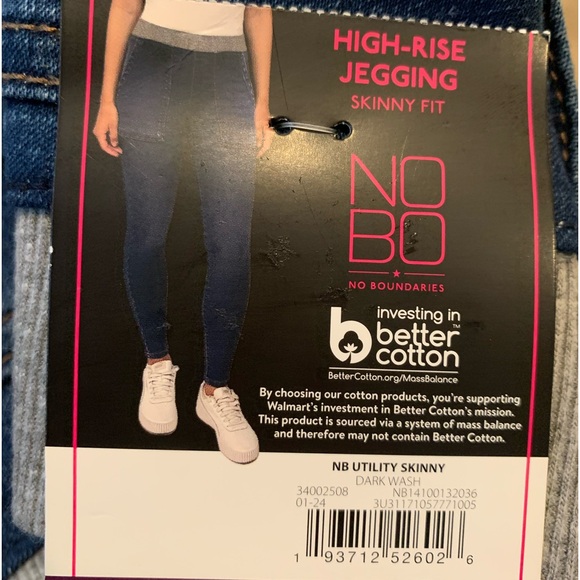 HIGH-RISE
JEGGING
SKINNY FIT
NO
BO
NO BOUNDARIES
investing in
better
cotton™
BetterCotton.org/MassBalance
By choosing our cotton products, you're supporting
Walmart's investment in Better Cotton's mission.
This product is sourced via a system of mass balance
and therefore may not contain Better Cotton.
NB UTILITY SKINNY
DARK WASH
34002508 NB14100132036
01-24 3U31171057771005
1 93712 52602 6